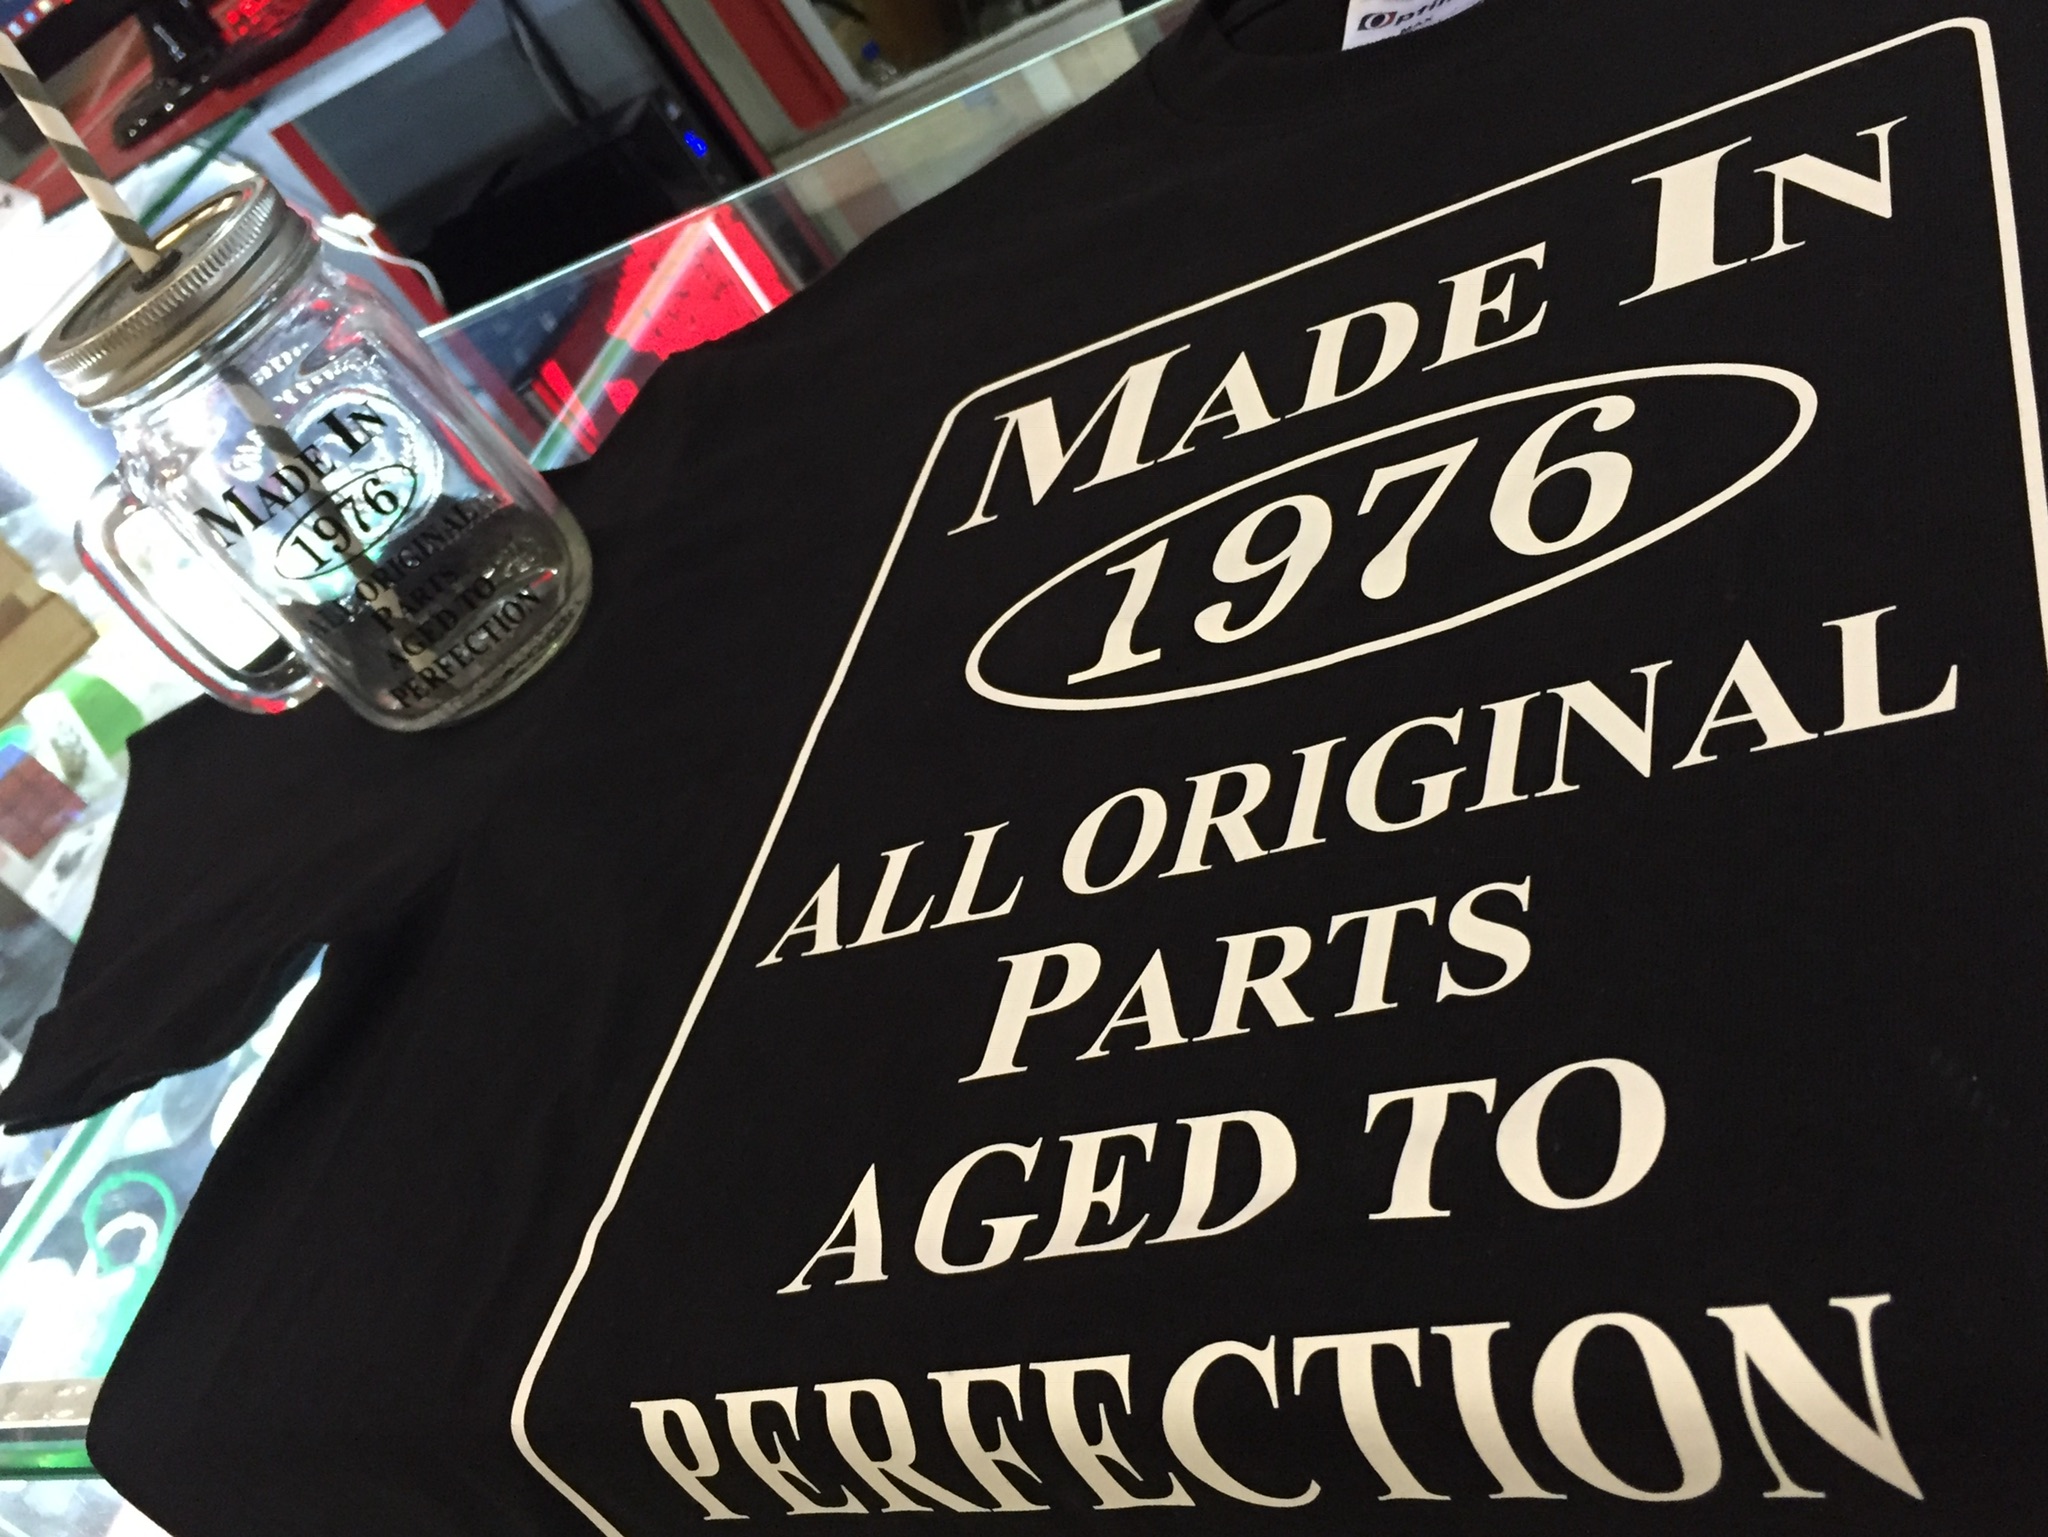 MADE IN
1976
ALL ORIGINAL
PARTS
AGED TO
PERFECTION
MADE IN
1976
ALL ORIGINAL
PARTS
AGED TO
PERFECTION